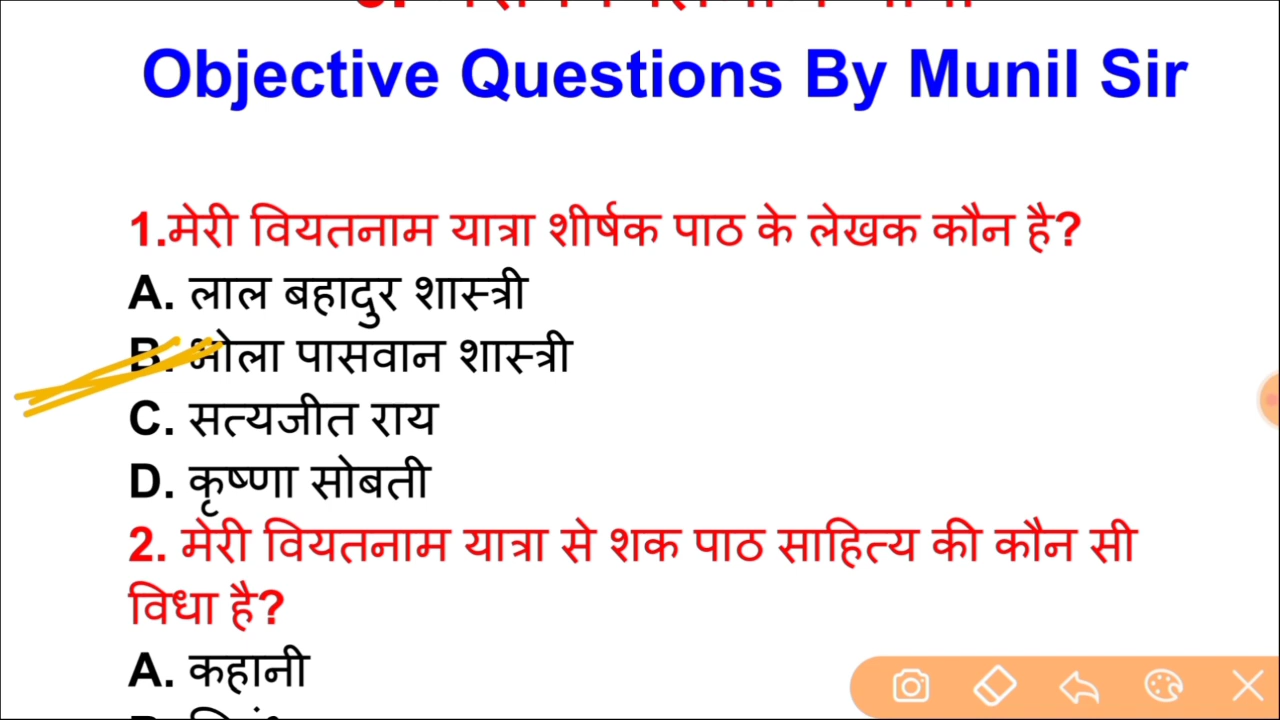 Objective Questions By Munil Sir
1.मेरी वियतनाम यात्रा शीर्षक पाठ के लेखक कौन है?
A. लाल बहादुर शास्त्री
B. भोला पासवान शास्त्री
C. सत्यजीत राय
D. कृष्णा सोबती
2. मेरी वियतनाम यात्रा से शक पाठ साहित्य की कौन सी
विधा है?
A. कहानी